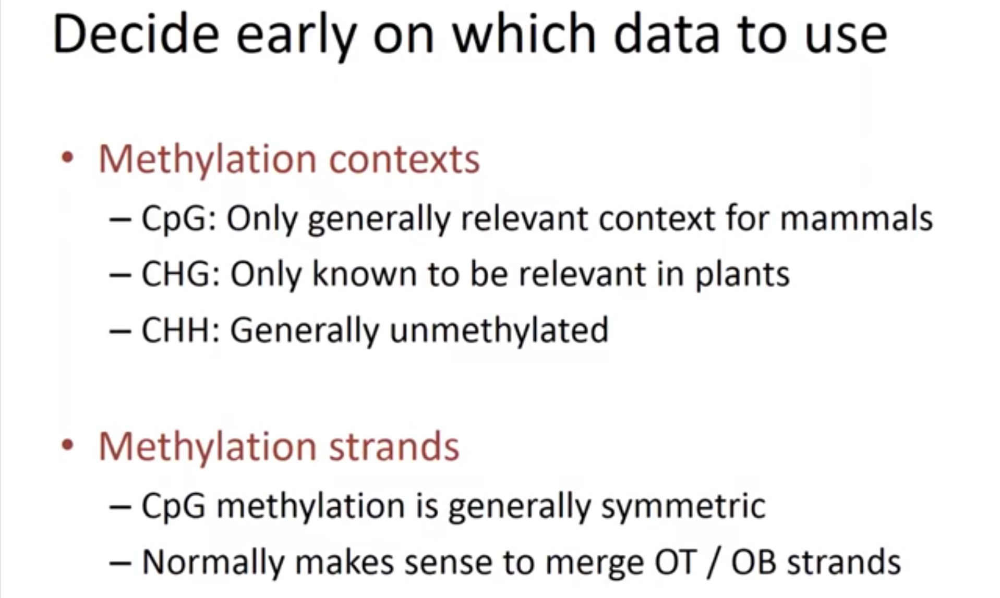 Decide early on which data to use
• Methylation contexts
– CpG: Only generally relevant context for mammals
– CHG: Only known to be relevant in plants
– CHH: Generally unmethylated
• Methylation strands
– CpG methylation is generally symmetric
– Normally makes sense to merge OT / OB strands